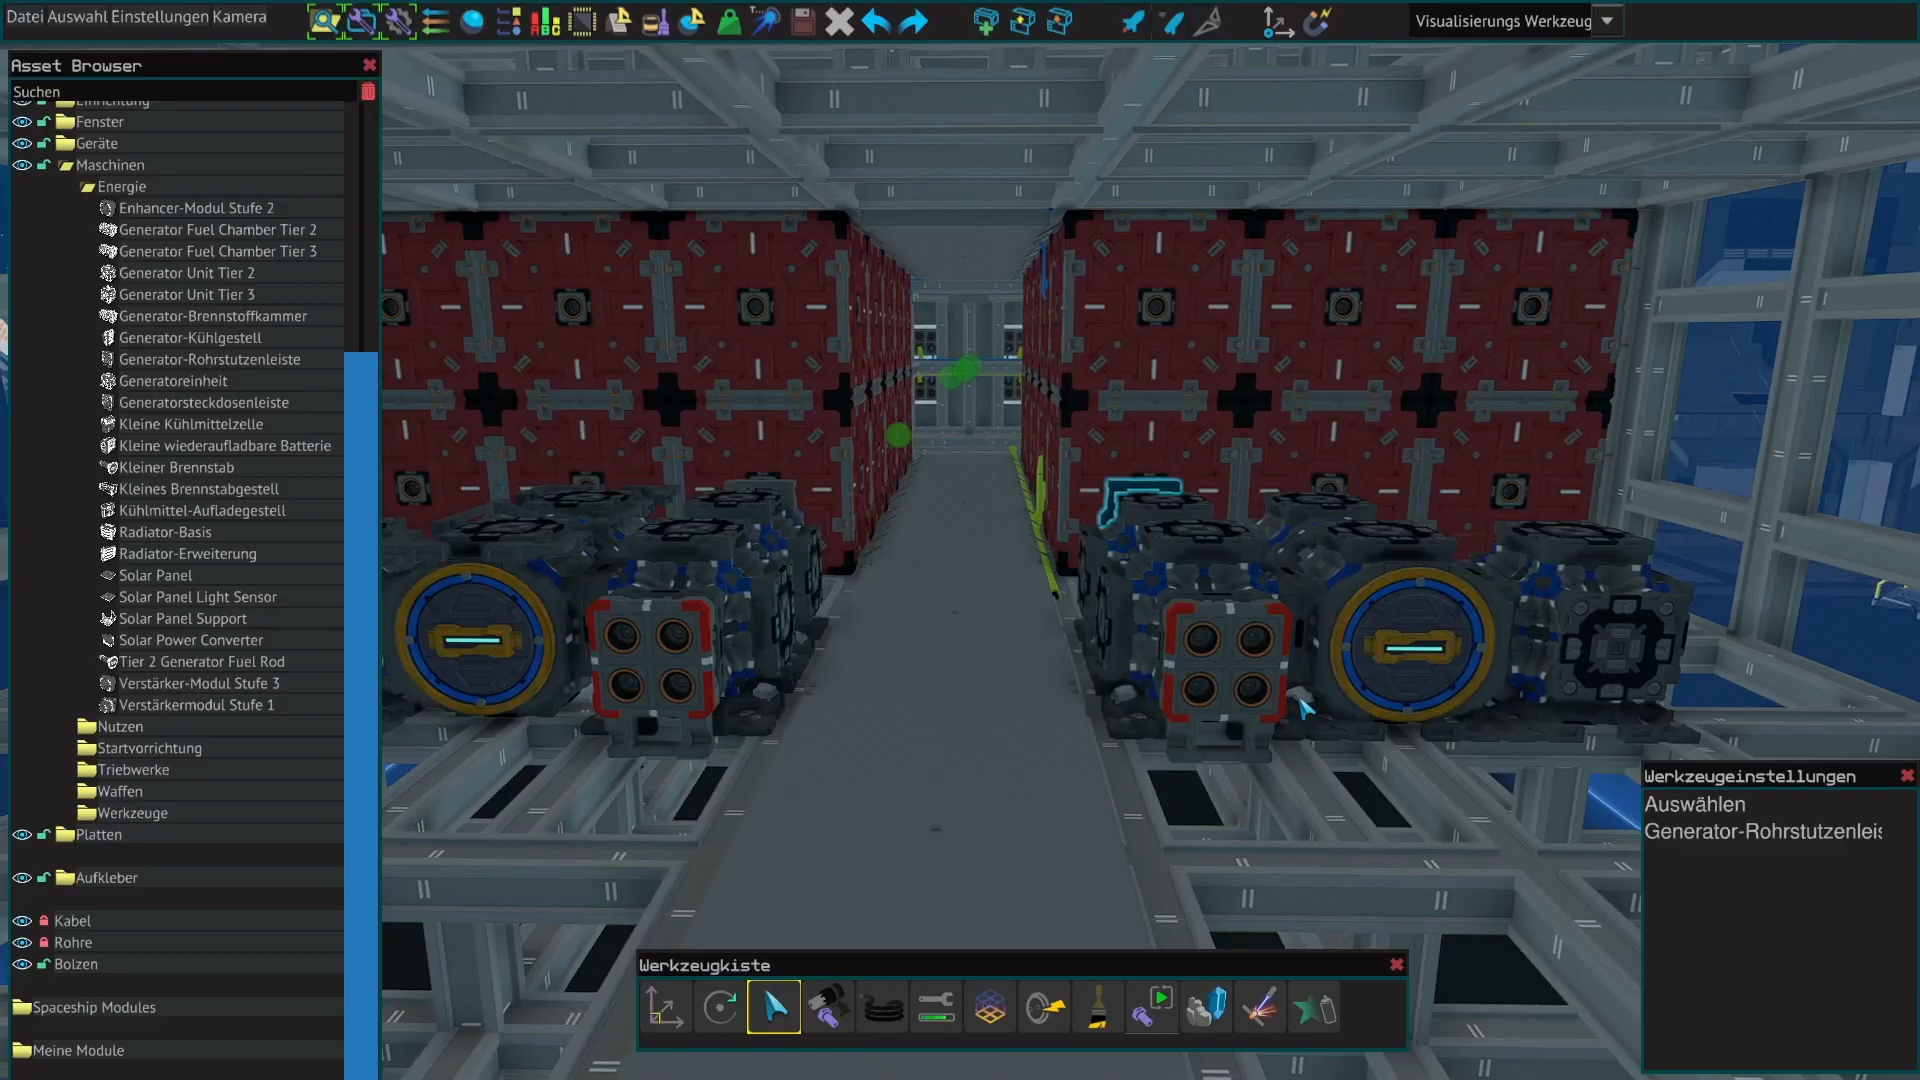 Datei Auswahl Einstellungen Kamera
Visualisierungs Werkzeug
Asset Browser
Suchen
Einrichtung
Fenster
Geräte
Maschinen
Energie
Enhancer-Modul Stufe 2
Generator Fuel Chamber Tier 2
Generator Fuel Chamber Tier 3
Generator Unit Tier 2
Generator Unit Tier 3
Generator-Brennstoffkammer
Generator-Kühlgestell
Generator-Rohrstutzenleiste
Generatoreinheit
Generatorsteckdosenleiste
Kleine Kühlmittelzelle
Kleine wiederaufladbare Batterie
Kleiner Brennstab
Kleines Brennstabgestell
Kühlmittel-Aufladegestell
Radiator-Basis
Radiator-Erweiterung
Solar Panel
Solar Panel Light Sensor
Solar Panel Support
Solar Power Converter
Tier 2 Generator Fuel Rod
Verstärker-Modul Stufe 3
Verstärkermodul Stufe 1
Nutzen
Startvorrichtung
Triebwerke
Waffen
Werkzeuge
Platten
Aufkleber
Kabel
Rohre
Bolzen
Spaceship Modules
Meine Module
Werkzeugeinstellungen
Auswählen
Generator-Rohrstutzenleis
Werkzeugkiste
ABC